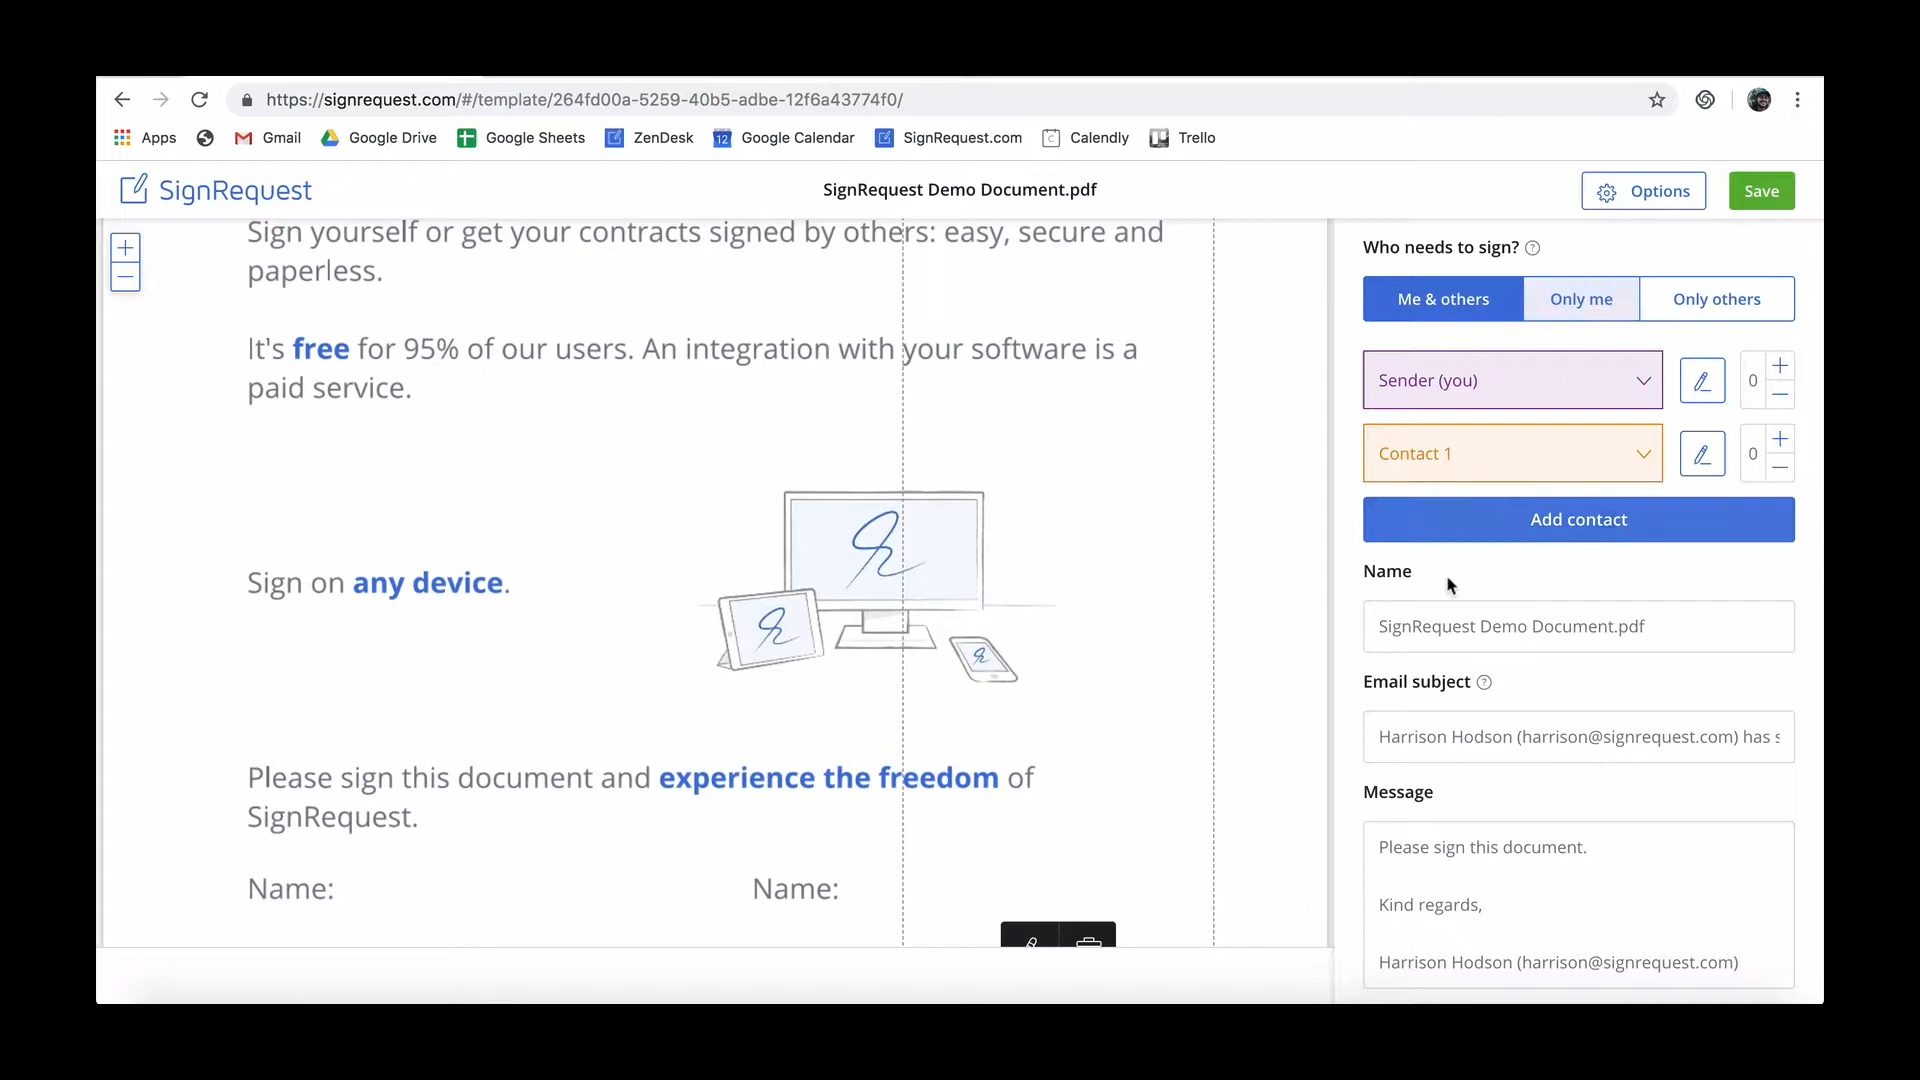 https://signrequest.com/#/template/264fd00a-5259-40b5-adbe-12f6a43774f0/
Apps Gmail Google Drive Google Sheets ZenDesk 12 Google Calendar SignRequest.com C Calendly Trello
SignRequest
SignRequest Demo Document.pdf
Options
Save
Sign yourself or get your contracts signed by others: easy, secure and
paperless.
It's free for 95% of our users. An integration with your software is a
paid service.
Sign on any device.
Please sign this document and experience the freedom of
SignRequest.
Name: Name:
Who needs to sign? ?
Me & others Only me Only others
Sender (you) 0
Contact 1 0
Add contact
Name
SignRequest Demo Document.pdf
Email subject ?
Harrison Hodson (harrison@signrequest.com) has s
Message
Please sign this document.
Kind regards,
Harrison Hodson (harrison@signrequest.com)